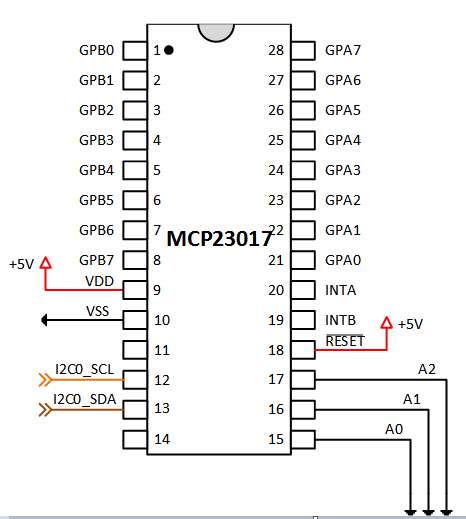 GPB0 1 28 GPA7
GPB1 2 27 GPA6
GPB2 3 26 GPA5
GPB3 4 25 GPA4
GPB4 5 24 GPA3
GPB5 6 23 GPA2
GPB6 7 22 GPA1
MCP23017
GPB7 8 21 GPA0
+5V
VDD 9 20 INTA
VSS 10 19 INTB
+5V
11 18 RESET
I2C0_SCL 12 17 A2
I2C0_SDA 13 16 A1
14 15 A0